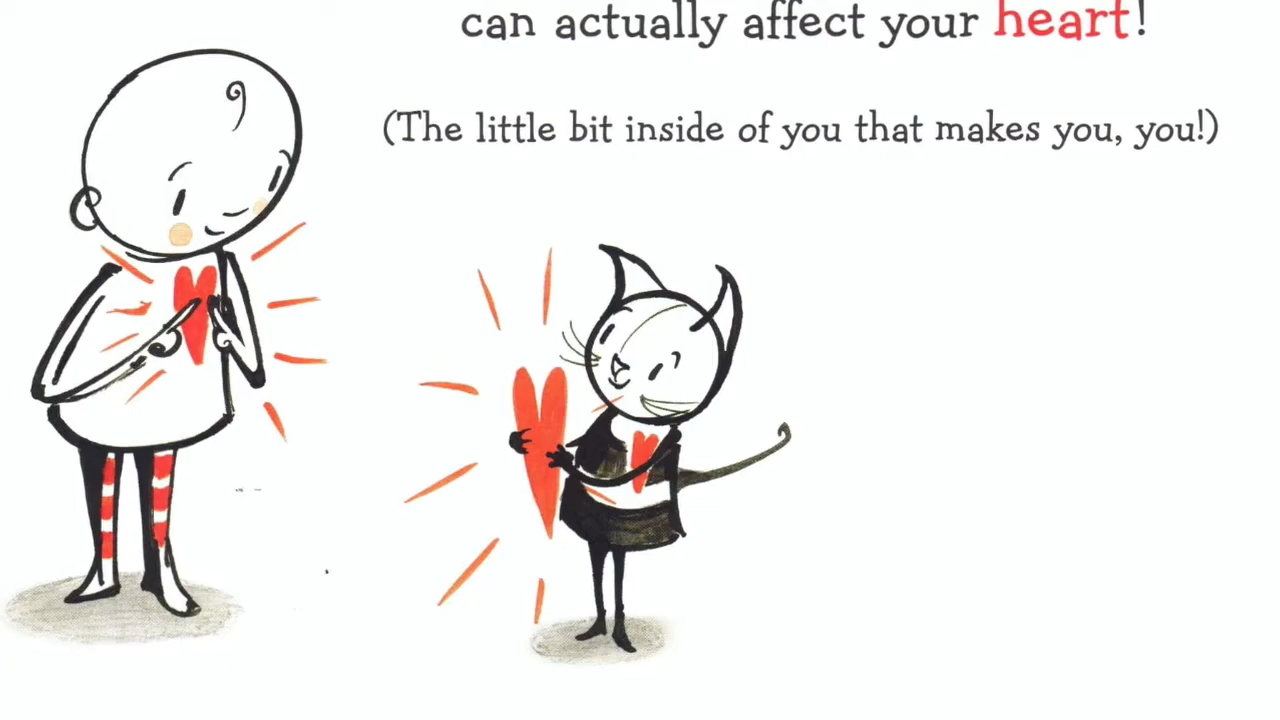 can actually affect your heart!
(The little bit inside of you that makes you, you!)